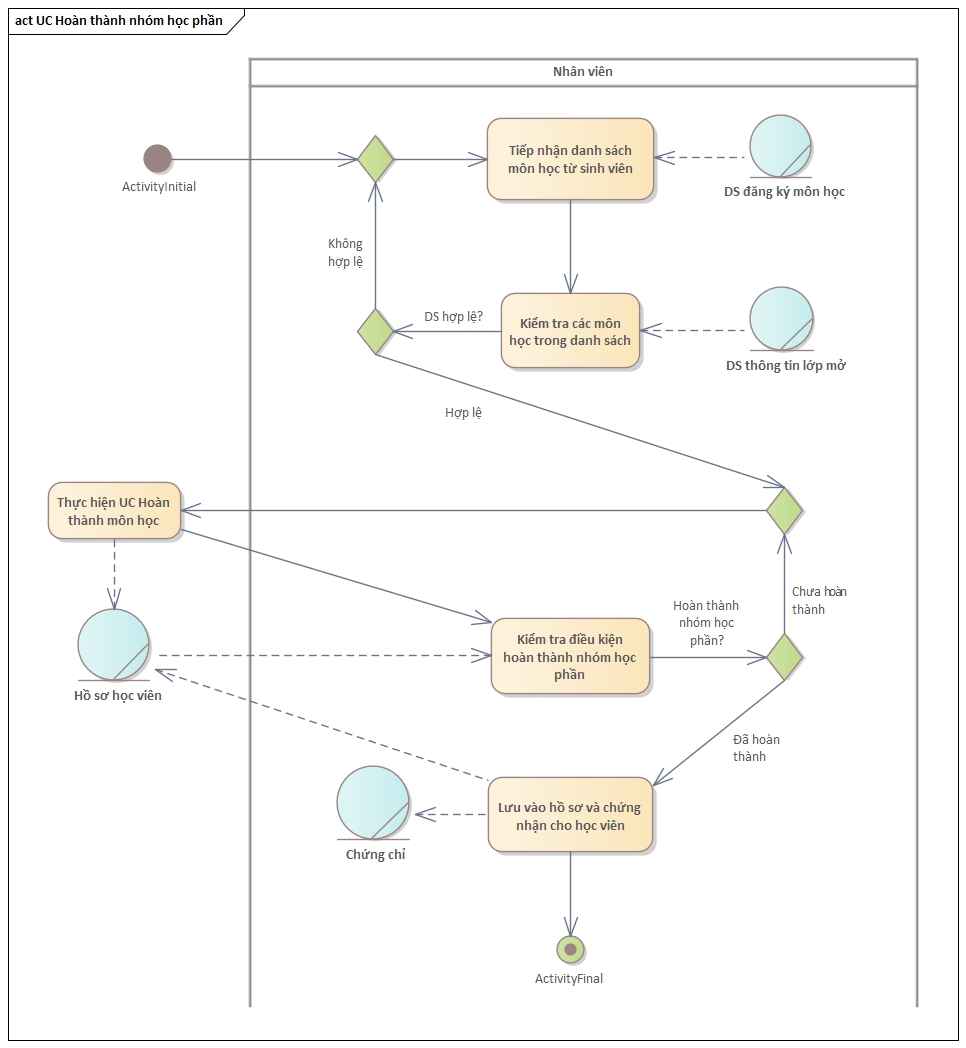 act UC Hoàn thành nhóm học phần
Nhân viên
ActivityInitial
Tiếp nhận danh sách
môn học từ sinh viên
DS đăng ký môn học
Không
hợp lệ
DS hợp lệ?
Kiểm tra các môn
học trong danh sách
DS thông tin lớp mở
Hợp lệ
Thực hiện UC Hoàn
thành môn học
Chưa hoàn
thành
Hoàn thành
nhóm học
phần?
Kiểm tra điều kiện
hoàn thành nhóm học
phần
Hồ sơ học viên
Đã hoàn
thành
Lưu vào hồ sơ và chứng
nhận cho học viên
Chứng chỉ
ActivityFinal